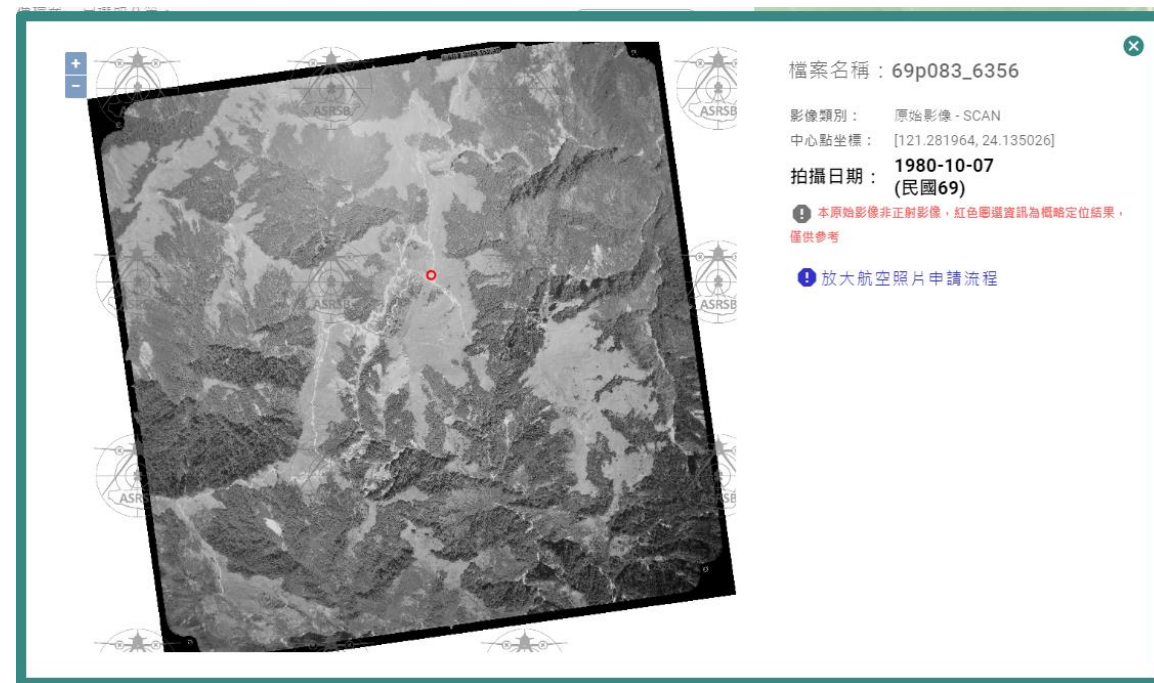 +
−
檔案名稱：69p083_6356
影像類別： 原始影像 - SCAN
中心點坐標： [121.281964, 24.135026]
拍攝日期： 1980-10-07
(民國69)
本原始影像非正射影像，紅色圈選資訊為概略定位結果，
僅供參考
放大航空照片申請流程
ASRSB
ASRSB
ASRSB
ASRSB